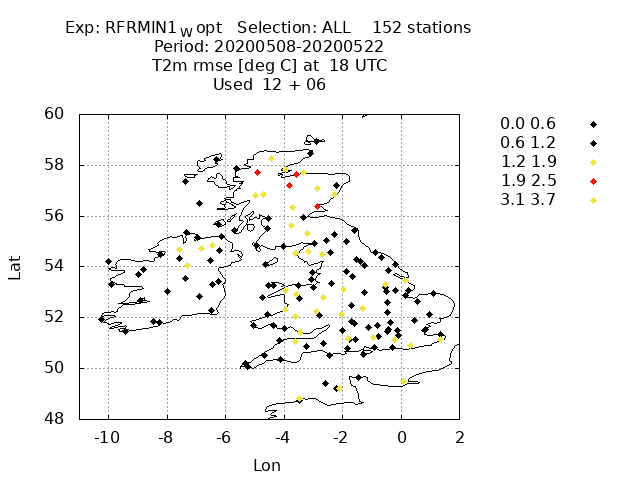 Exp: RFRMIN1Wopt   Selection: ALL    152 stations
Period: 20200508-20200522
T2m rmse [deg C] at  18 UTC
Used  12 + 06
0.0 0.6
0.6 1.2
1.2 1.9
1.9 2.5
3.1 3.7
60
58
56
54
52
50
48
Lat
-10 -8 -6 -4 -2 0 2
Lon